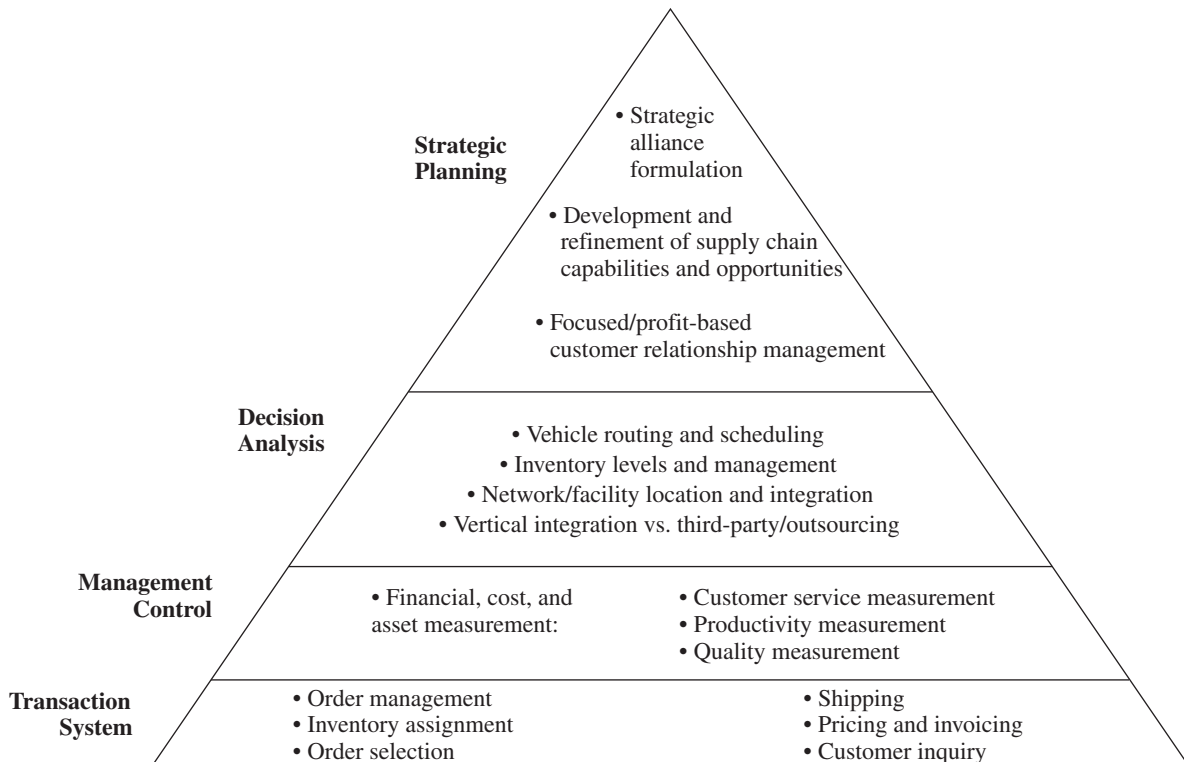 Strategic
Planning
• Strategic
alliance
formulation
• Development and
refinement of supply chain
capabilities and opportunities
• Focused/profit-based
customer relationship management
Decision
Analysis
• Vehicle routing and scheduling
• Inventory levels and management
• Network/facility location and integration
• Vertical integration vs. third-party/outsourcing
Management
Control
• Financial, cost, and
asset measurement:
• Customer service measurement
• Productivity measurement
• Quality measurement
Transaction
System
• Order management
• Inventory assignment
• Order selection
• Shipping
• Pricing and invoicing
• Customer inquiry